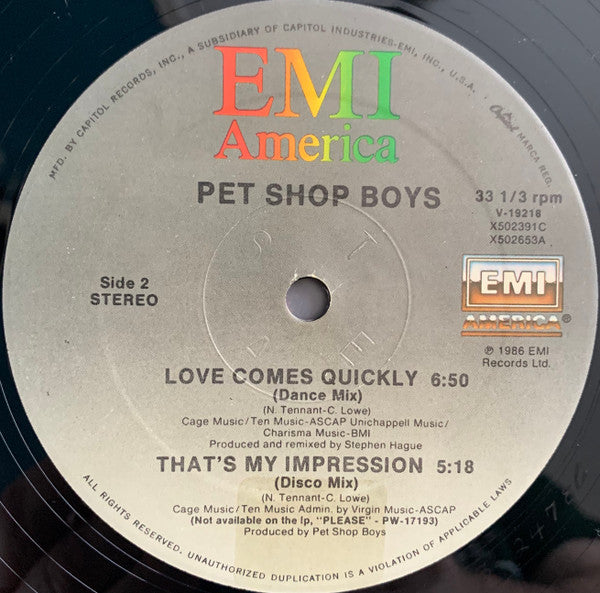 MFD. BY CAPITOL RECORDS, INC., A SUBSIDIARY OF CAPITOL INDUSTRIES-EMI, INC., U.S.A.
Capitol MARCA REG.
EMI
America
PET SHOP BOYS
33 1/3 rpm
V-19218
X502391C
X502653A
Side 2
STEREO
EMI
AMERICA®
℗ 1986 EMI
Records Ltd.
LOVE COMES QUICKLY 6:50
(Dance Mix)
(N. Tennant-C. Lowe)
Cage Music/Ten Music-ASCAP Unichappell Music/
Charisma Music-BMI
Produced and remixed by Stephen Hague
THAT'S MY IMPRESSION 5:18
(Disco Mix)
(N. Tennant-C. Lowe)
Cage Music/Ten Music Admin. by Virgin Music-ASCAP
(Not available on the lp, "PLEASE" - PW-17193)
Produced by Pet Shop Boys
ALL RIGHTS RESERVED. UNAUTHORIZED DUPLICATION IS A VIOLATION OF APPLICABLE LAWS